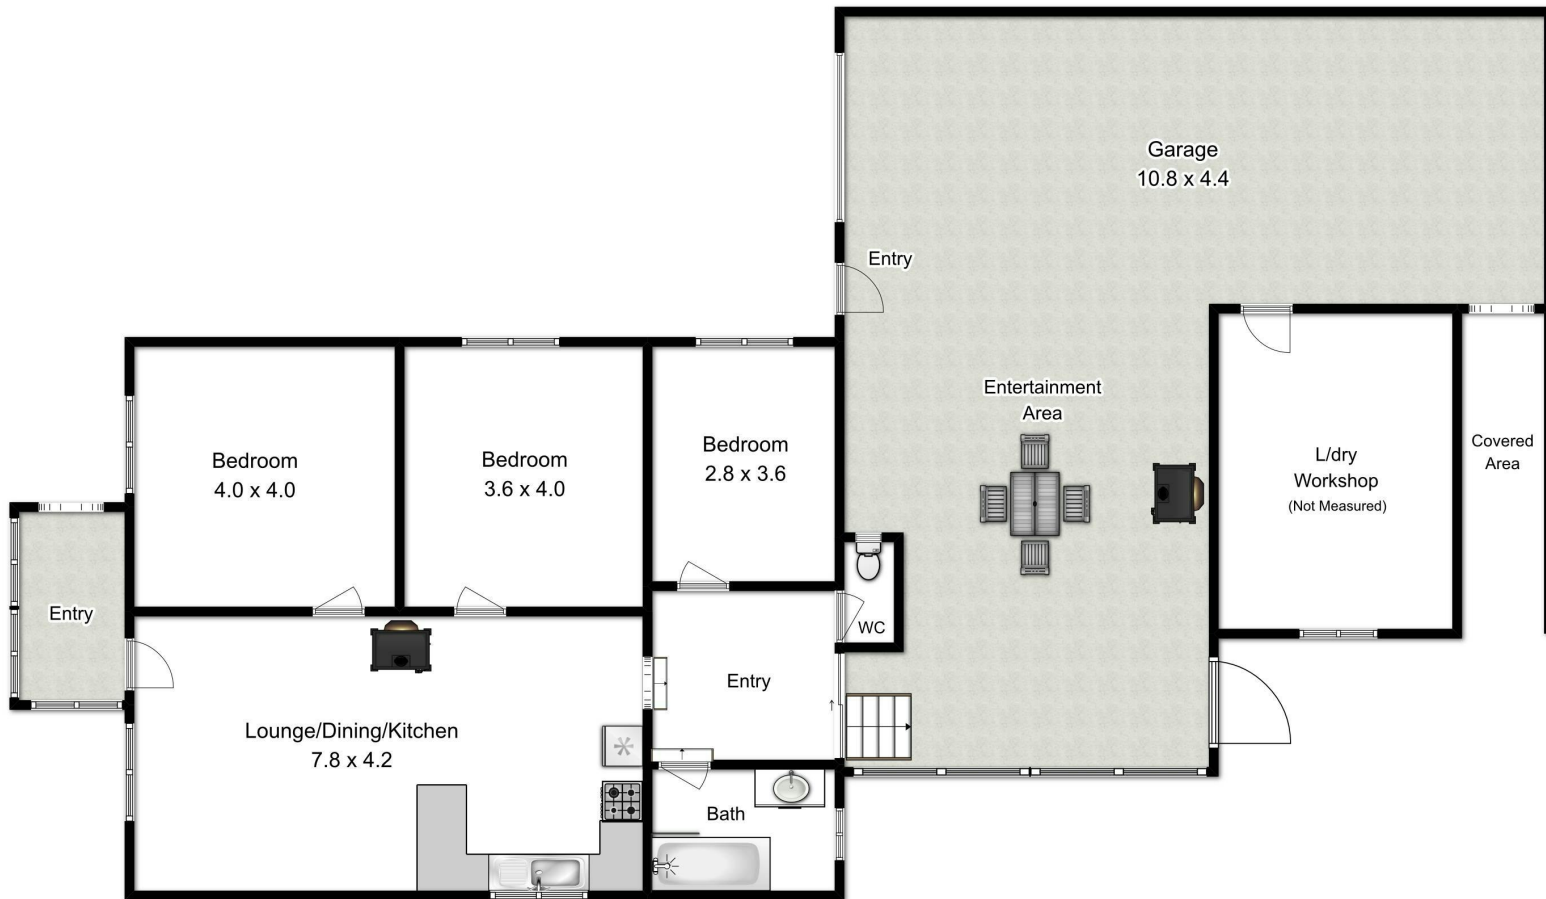 Garage
10.8 x 4.4
Entry
Entertainment
Area
Bedroom
4.0 x 4.0
Bedroom
3.6 x 4.0
Bedroom
2.8 x 3.6
L/dry
Workshop
(Not Measured)
Covered
Area
Entry
WC
Entry
Lounge/Dining/Kitchen
7.8 x 4.2
Bath